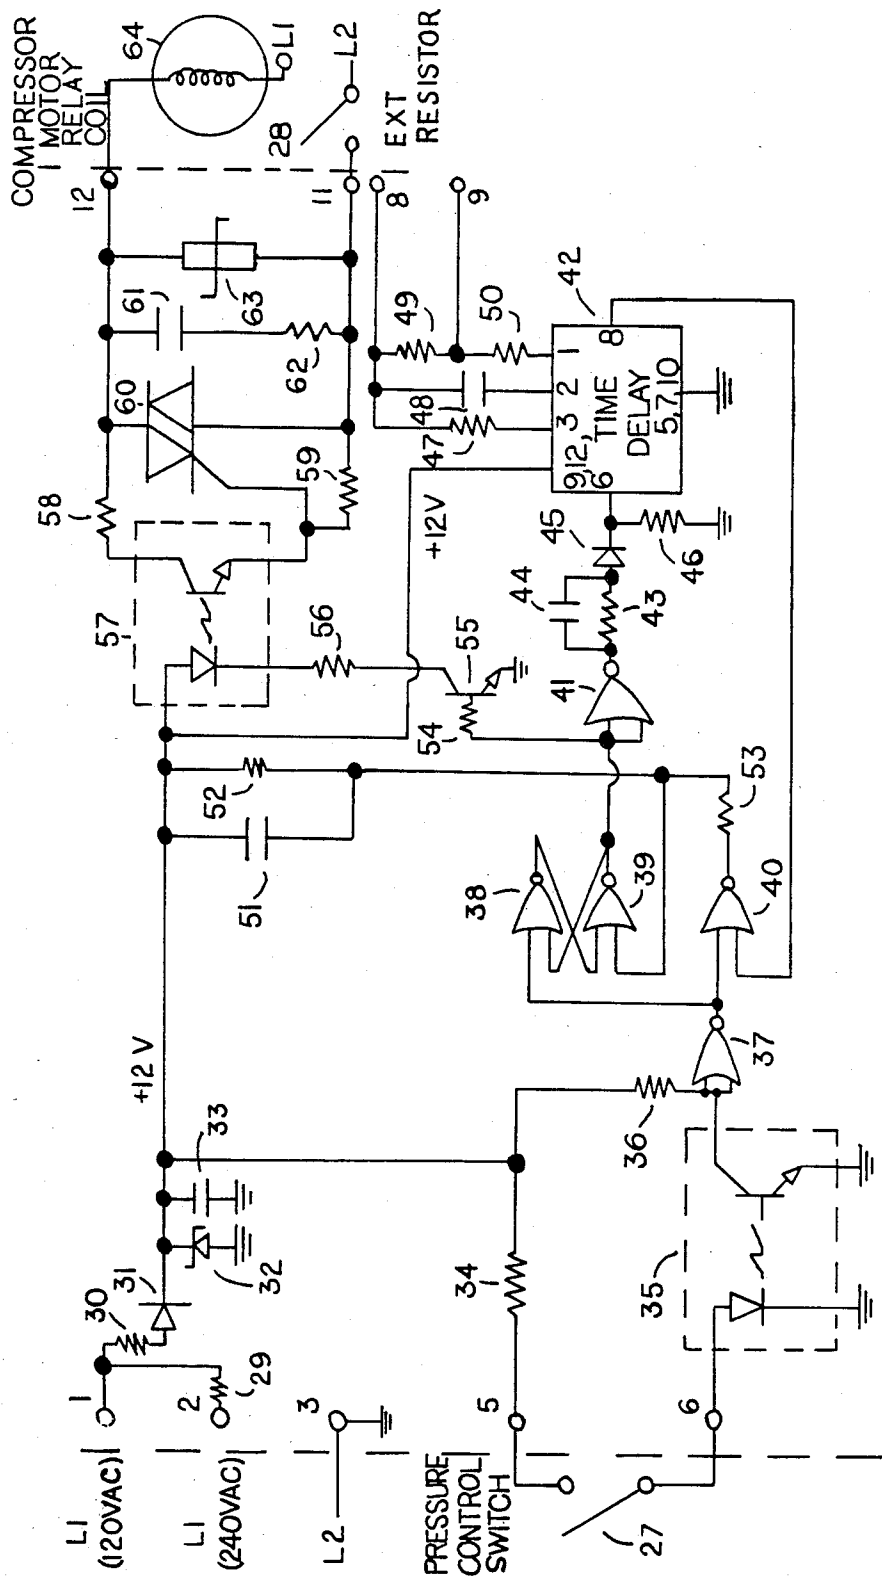 L1
(120VAC)
L1
(240VAC)
L2
1
2
3
29
30
31
32
33
+12 V
PRESSURE
CONTROL
SWITCH
27
5
6
34
35
36
37
38
39
40
41
51
52
53
54
55
56
57
58
59
60
61
62
63
43
44
45
46
47
48
49
50
42
+12V
9,12,
6
3
2
1
8
TIME
DELAY
5,7,10
12
11
8
9
COMPRESSOR
MOTOR
RELAY
COIL
64
L1
L2
28
EXT
RESISTOR